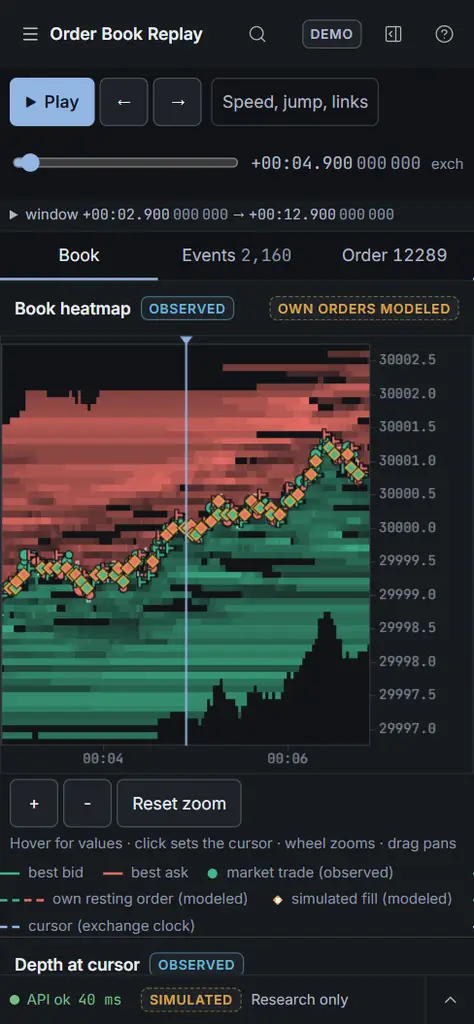 Order Book Replay DEMO
Play ← → Speed, jump, links
+00:04.900 000 000 exch
window +00:02.900 000 000 → +00:12.900 000 000
Book Events 2,160 Order 12289
Book heatmap OBSERVED OWN ORDERS MODELED
30002.5
30002.0
30001.5
30001.0
30000.5
30000.0
29999.5
29999.0
29998.5
29998.0
29997.5
29997.0
00:04 00:06
+ - Reset zoom
Hover for values · click sets the cursor · wheel zooms · drag pans
best bid best ask market trade (observed)
own resting order (modeled) simulated fill (modeled)
cursor (exchange clock)
Depth at cursor OBSERVED
API ok 40 ms SIMULATED Research only